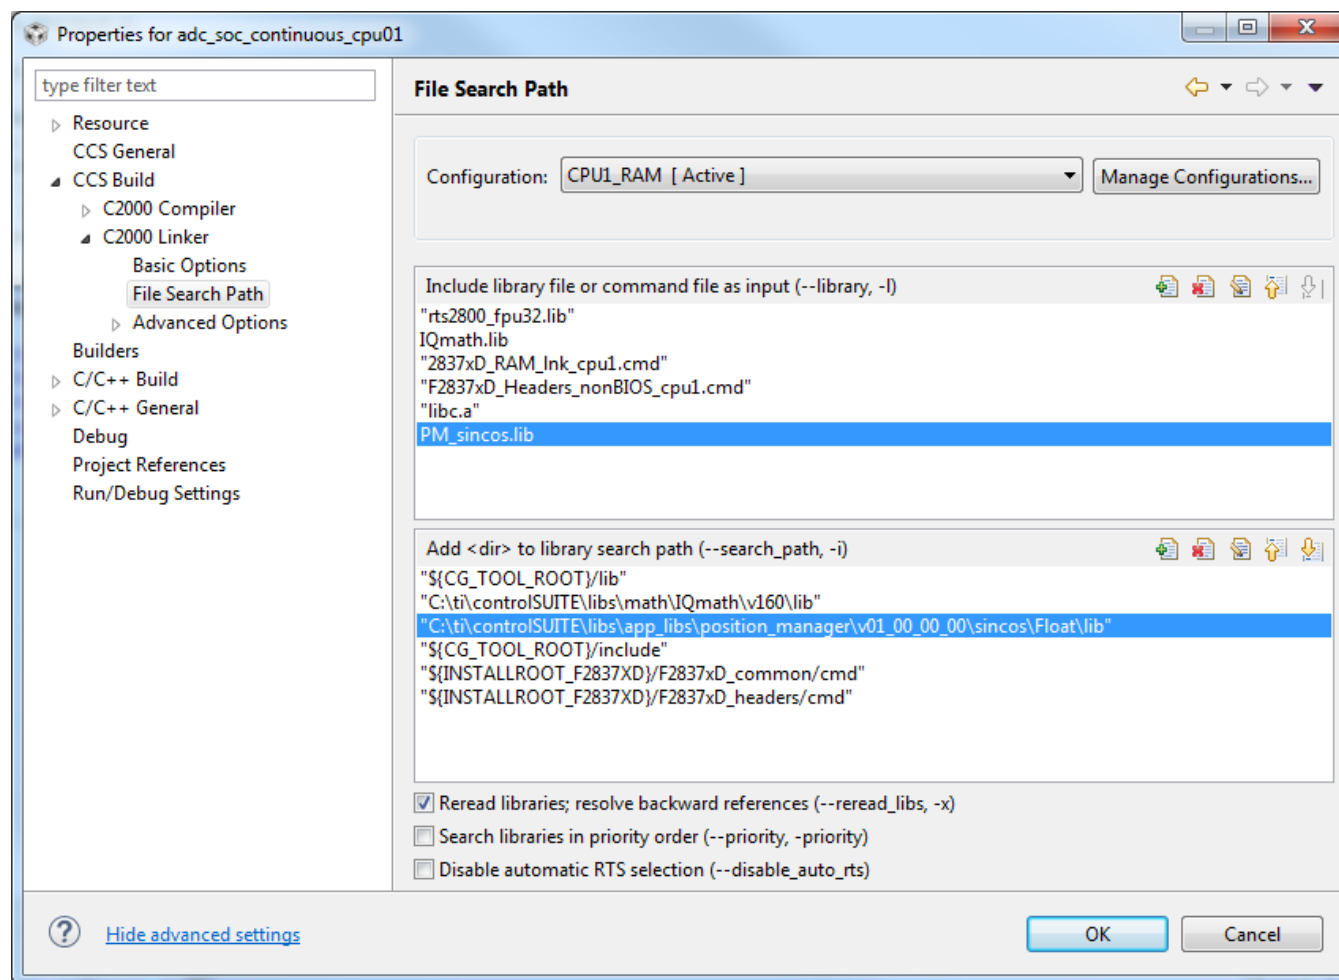 Properties for adc_soc_continuous_cpu01
type filter text
Resource
CCS General
CCS Build
C2000 Compiler
C2000 Linker
Basic Options
File Search Path
Advanced Options
Builders
C/C++ Build
C/C++ General
Debug
Project References
Run/Debug Settings
File Search Path
Configuration: CPU1_RAM [ Active ] Manage Configurations...
Include library file or command file as input (--library, -l)
"rts2800_fpu32.lib"
IQmath.lib
"2837xD_RAM_lnk_cpu1.cmd"
"F2837xD_Headers_nonBIOS_cpu1.cmd"
"libc.a"
PM_sincos.lib
Add <dir> to library search path (--search_path, -i)
"${CG_TOOL_ROOT}/lib"
"C:\ti\controlSUITE\libs\math\IQmath\v160\lib"
"C:\ti\controlSUITE\libs\app_libs\position_manager\v01_00_00_00\sincos\Float\lib"
"${CG_TOOL_ROOT}/include"
"${INSTALLROOT_F2837XD}/F2837xD_common/cmd"
"${INSTALLROOT_F2837XD}/F2837xD_headers/cmd"
Reread libraries; resolve backward references (--reread_libs, -x)
Search libraries in priority order (--priority, -priority)
Disable automatic RTS selection (--disable_auto_rts)
? Hide advanced settings OK Cancel